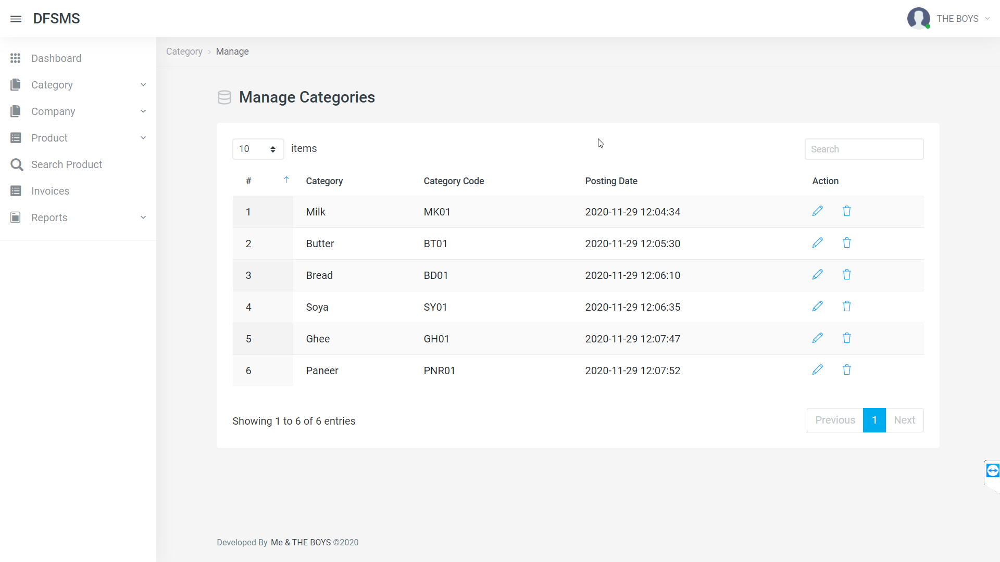 DFSMS
THE BOYS
Dashboard
Category
Company
Product
Search Product
Invoices
Reports
Category Manage
Manage Categories
10 items
Search
# Category Category Code Posting Date Action
1 Milk MK01 2020-11-29 12:04:34
2 Butter BT01 2020-11-29 12:05:30
3 Bread BD01 2020-11-29 12:06:10
4 Soya SY01 2020-11-29 12:06:35
5 Ghee GH01 2020-11-29 12:07:47
6 Paneer PNR01 2020-11-29 12:07:52
Showing 1 to 6 of 6 entries
Previous 1 Next
Developed By Me & THE BOYS ©2020